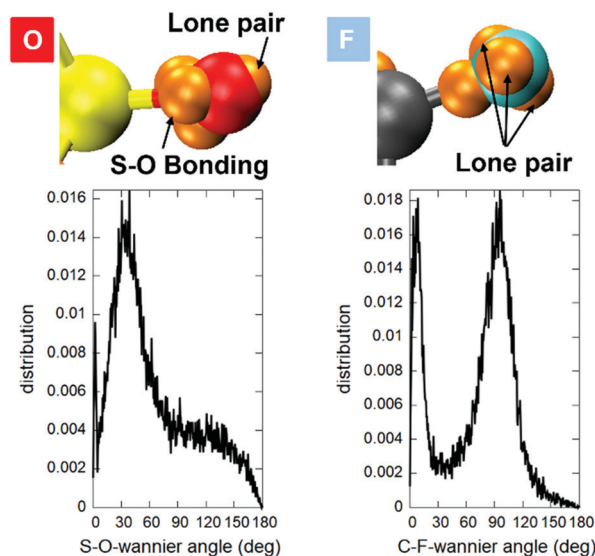 O
Lone pair
S-O Bonding
F
Lone pair
0.016
0.014
0.012
0.01
0.008
0.006
0.004
0.002
0
distribution
0 30 60 90 120 150 180
S-O-wannier angle (deg)
0.018
0.016
0.014
0.012
0.01
0.008
0.006
0.004
0.002
0
distribution
0 30 60 90 120 150 180
C-F-wannier angle (deg)